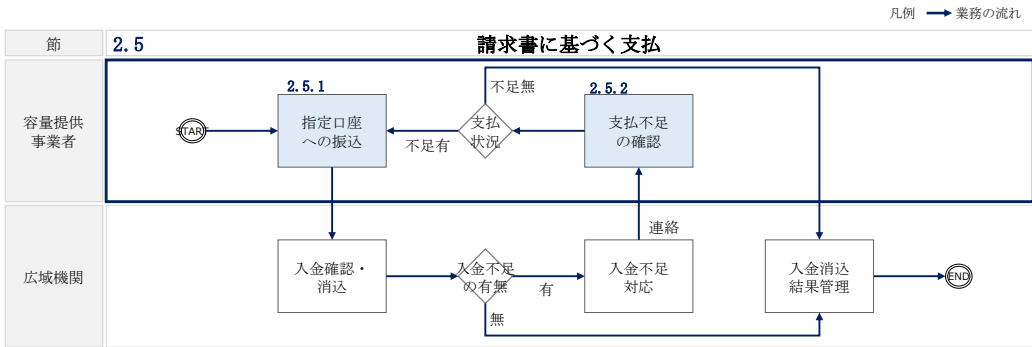 凡例 業務の流れ
節 2.5 請求書に基づく支払
容量提供
事業者
START
2.5.1
指定口座
への振込
不足有
支払
状況
不足無
2.5.2
支払不足
の確認
広域機関
入金確認・
消込
入金不足
の有無
有
無
入金不足
対応
連絡
入金消込
結果管理
END